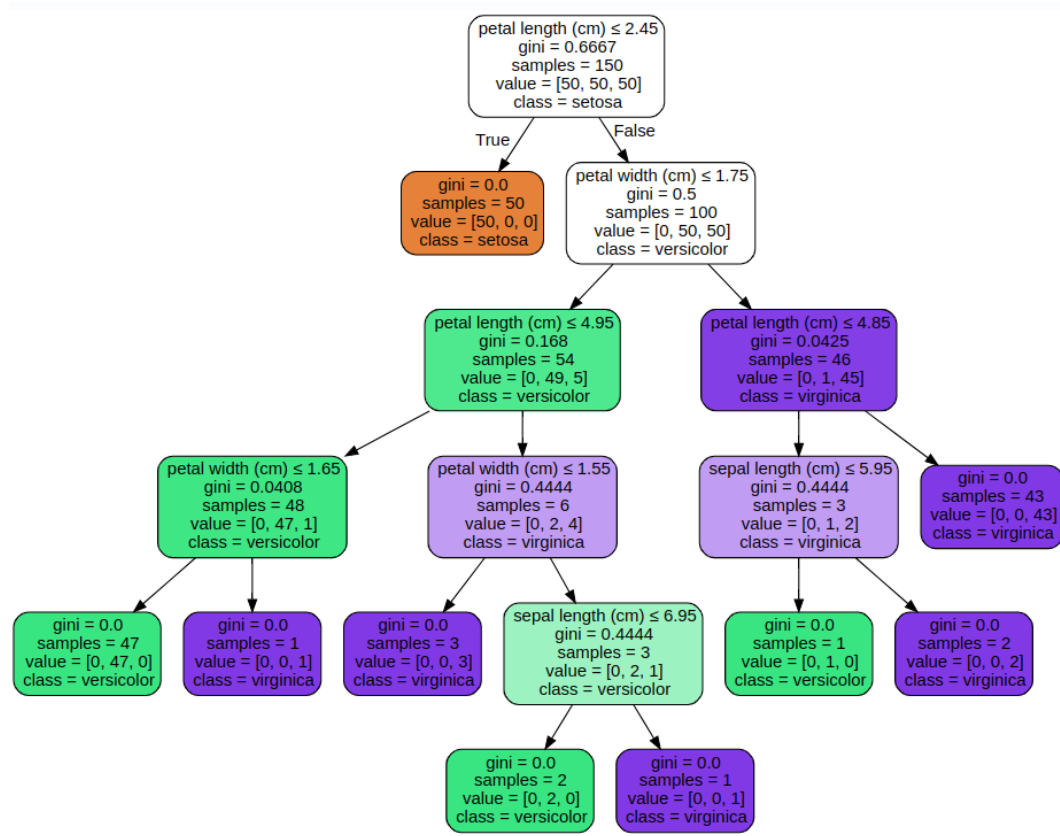 petal length (cm) ≤ 2.45
gini = 0.6667
samples = 150
value = [50, 50, 50]
class = setosa
True
False
gini = 0.0
samples = 50
value = [50, 0, 0]
class = setosa
petal width (cm) ≤ 1.75
gini = 0.5
samples = 100
value = [0, 50, 50]
class = versicolor
petal length (cm) ≤ 4.95
gini = 0.168
samples = 54
value = [0, 49, 5]
class = versicolor
petal length (cm) ≤ 4.85
gini = 0.0425
samples = 46
value = [0, 1, 45]
class = virginica
petal width (cm) ≤ 1.65
gini = 0.0408
samples = 48
value = [0, 47, 1]
class = versicolor
petal width (cm) ≤ 1.55
gini = 0.4444
samples = 6
value = [0, 2, 4]
class = virginica
sepal length (cm) ≤ 5.95
gini = 0.4444
samples = 3
value = [0, 1, 2]
class = virginica
gini = 0.0
samples = 43
value = [0, 0, 43]
class = virginica
gini = 0.0
samples = 47
value = [0, 47, 0]
class = versicolor
gini = 0.0
samples = 1
value = [0, 0, 1]
class = virginica
gini = 0.0
samples = 3
value = [0, 0, 3]
class = virginica
sepal length (cm) ≤ 6.95
gini = 0.4444
samples = 3
value = [0, 2, 1]
class = versicolor
gini = 0.0
samples = 1
value = [0, 1, 0]
class = versicolor
gini = 0.0
samples = 2
value = [0, 0, 2]
class = virginica
gini = 0.0
samples = 2
value = [0, 2, 0]
class = versicolor
gini = 0.0
samples = 1
value = [0, 0, 1]
class = virginica